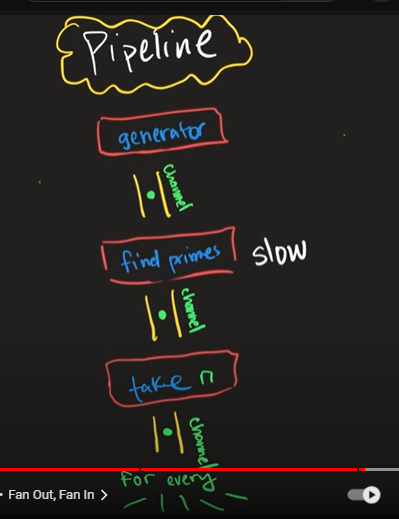 Pipeline
generator
channel
find primes slow
channel
take n
channel
For every
• Fan Out, Fan In >